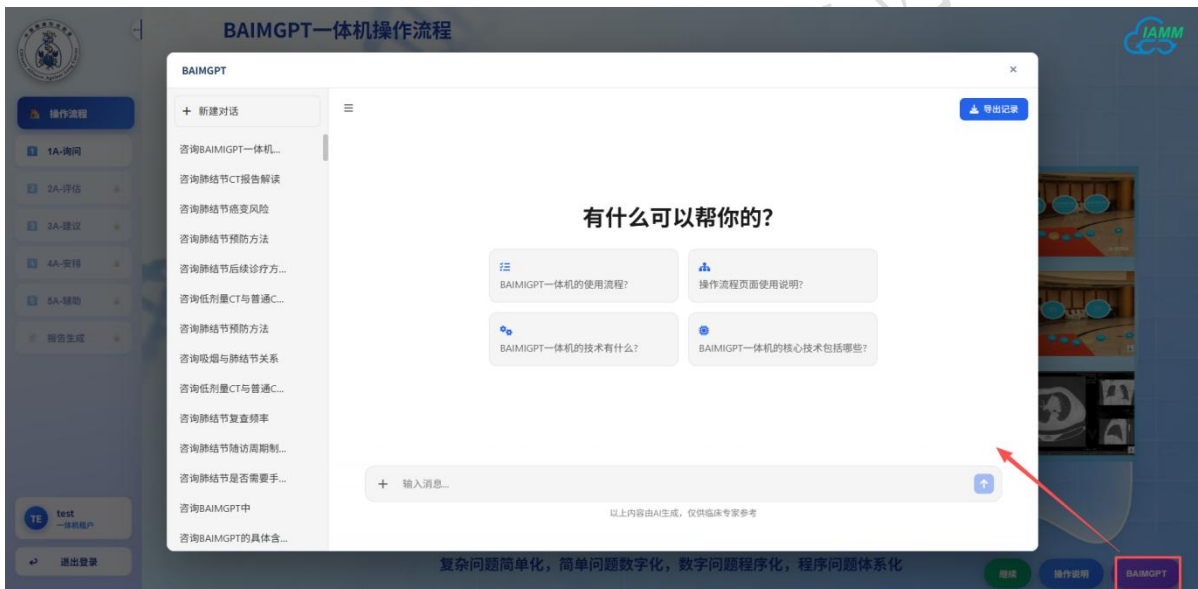 BAIMGPT一体机操作流程
IAMM
操作流程
1A-询问
2A-评估
3A-建议
4A-安排
5A-辅助
报告生成
TE
test
一体机租户
退出登录
BAIMGPT
×
+ 新建对话
导出记录
咨询BAIMIGPT一体机...
咨询肺结节CT报告解读
咨询肺结节癌变风险
咨询肺结节预防方法
咨询肺结节后续诊疗方...
咨询低剂量CT与普通C...
咨询肺结节预防方法
咨询吸烟与肺结节关系
咨询低剂量CT与普通C...
咨询肺结节复查频率
咨询肺结节随访周期制...
咨询肺结节是否需要手...
咨询BAIMGPT中
咨询BAIMGPT的具体含...
有什么可以帮你的?
BAIMIGPT一体机的使用流程?
操作流程页面使用说明?
BAIMIGPT一体机的技术有什么?
BAIMIGPT一体机的核心技术包括哪些?
+ 输入消息...
以上内容由AI生成，仅供临床专家参考
复杂问题简单化，简单问题数字化，数字问题程序化，程序问题体系化
继续
操作说明
BAIMGPT